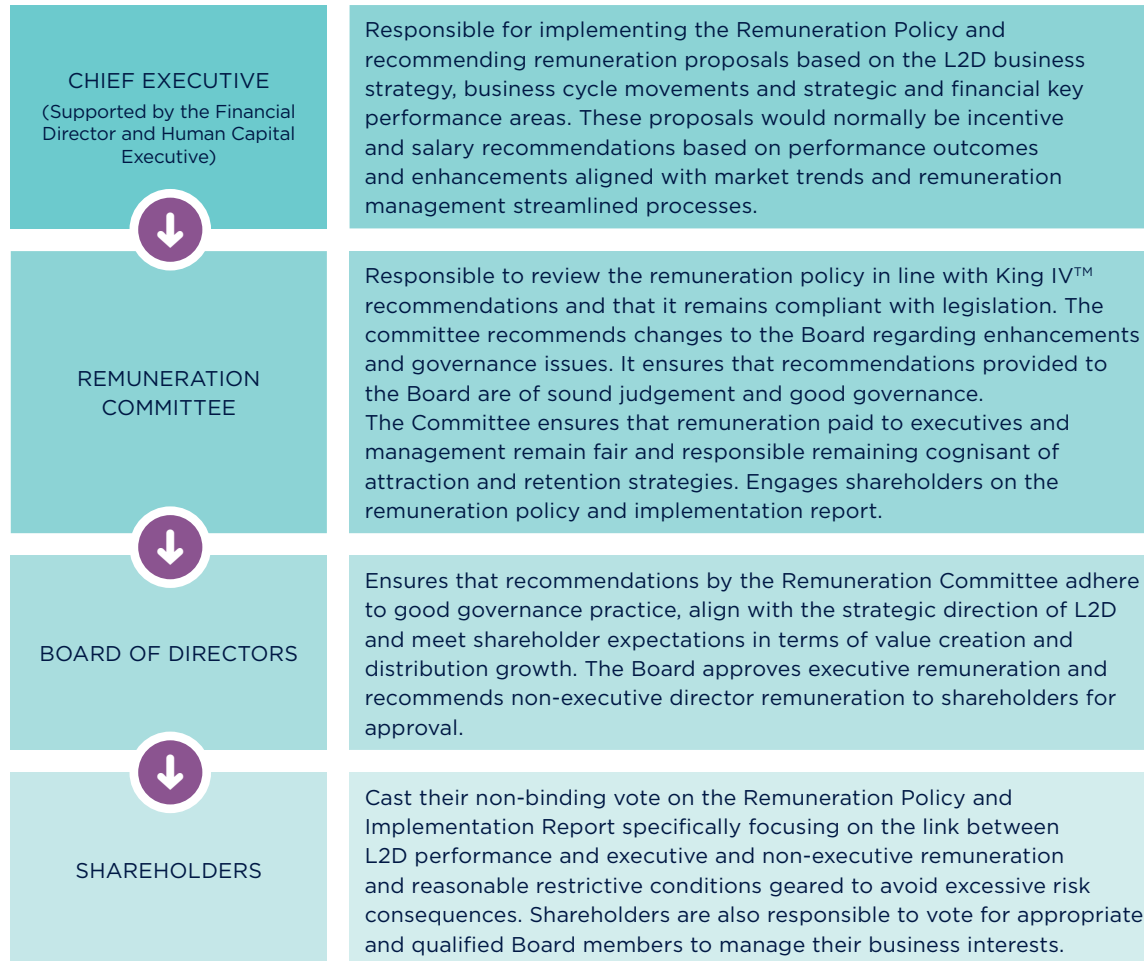 CHIEF EXECUTIVE
(Supported by the Financial
Director and Human Capital
Executive)
Responsible for implementing the Remuneration Policy and
recommending remuneration proposals based on the L2D business
strategy, business cycle movements and strategic and financial key
performance areas. These proposals would normally be incentive
and salary recommendations based on performance outcomes
and enhancements aligned with market trends and remuneration
management streamlined processes.
REMUNERATION
COMMITTEE
Responsible to review the remuneration policy in line with King IV™
recommendations and that it remains compliant with legislation. The
committee recommends changes to the Board regarding enhancements
and governance issues. It ensures that recommendations provided to
the Board are of sound judgement and good governance.
The Committee ensures that remuneration paid to executives and
management remain fair and responsible remaining cognisant of
attraction and retention strategies. Engages shareholders on the
remuneration policy and implementation report.
BOARD OF DIRECTORS
Ensures that recommendations by the Remuneration Committee adhere
to good governance practice, align with the strategic direction of L2D
and meet shareholder expectations in terms of value creation and
distribution growth. The Board approves executive remuneration and
recommends non-executive director remuneration to shareholders for
approval.
SHAREHOLDERS
Cast their non-binding vote on the Remuneration Policy and
Implementation Report specifically focusing on the link between
L2D performance and executive and non-executive remuneration
and reasonable restrictive conditions geared to avoid excessive risk
consequences. Shareholders are also responsible to vote for appropriate
and qualified Board members to manage their business interests.